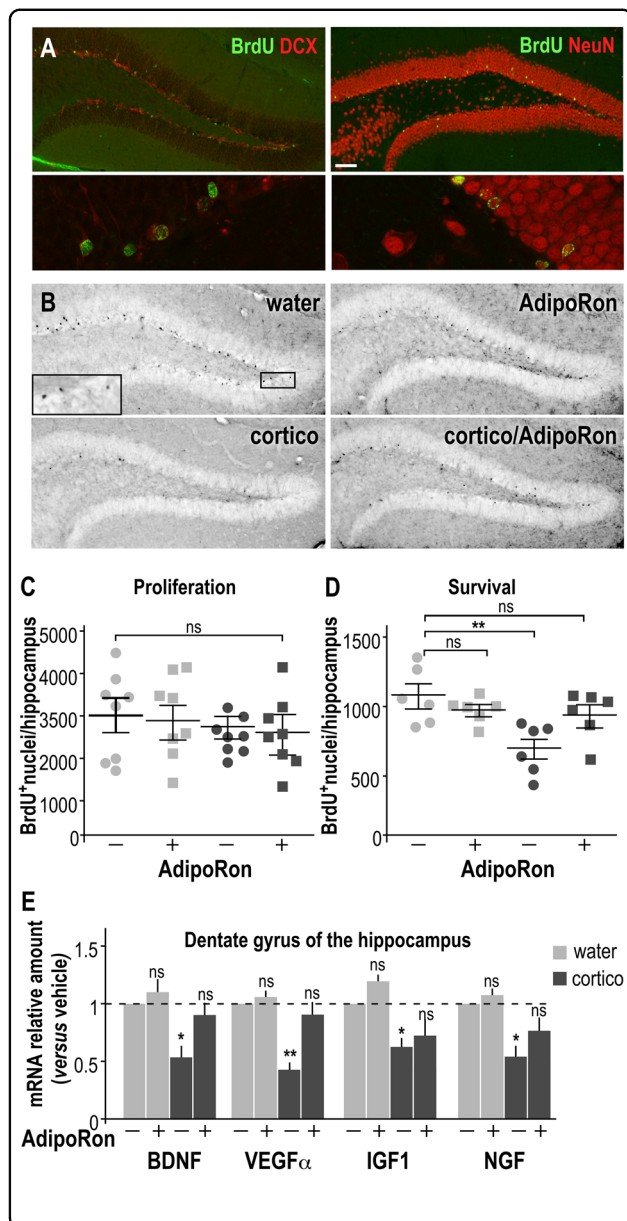 A
BrdU DCX
BrdU NeuN
B
water
AdipoRon
cortico
cortico/AdipoRon
C
Proliferation
BrdU⁺nuclei/hippocampus
5000
4000
3500
2000
1000
0
ns
− + − +
AdipoRon
D
Survival
BrdU⁺nuclei/hippocampus
1500
1000
500
0
ns
**
ns
− + − +
AdipoRon
E
Dentate gyrus of the hippocampus
water
cortico
mRNA relative amount
(versus vehicle)
1.5
1
0.5
0
ns * ns
ns ** ns
ns * ns
ns * ns
AdipoRon − + − + − + − + − + − + − + − +
BDNF VEGFα IGF1 NGF